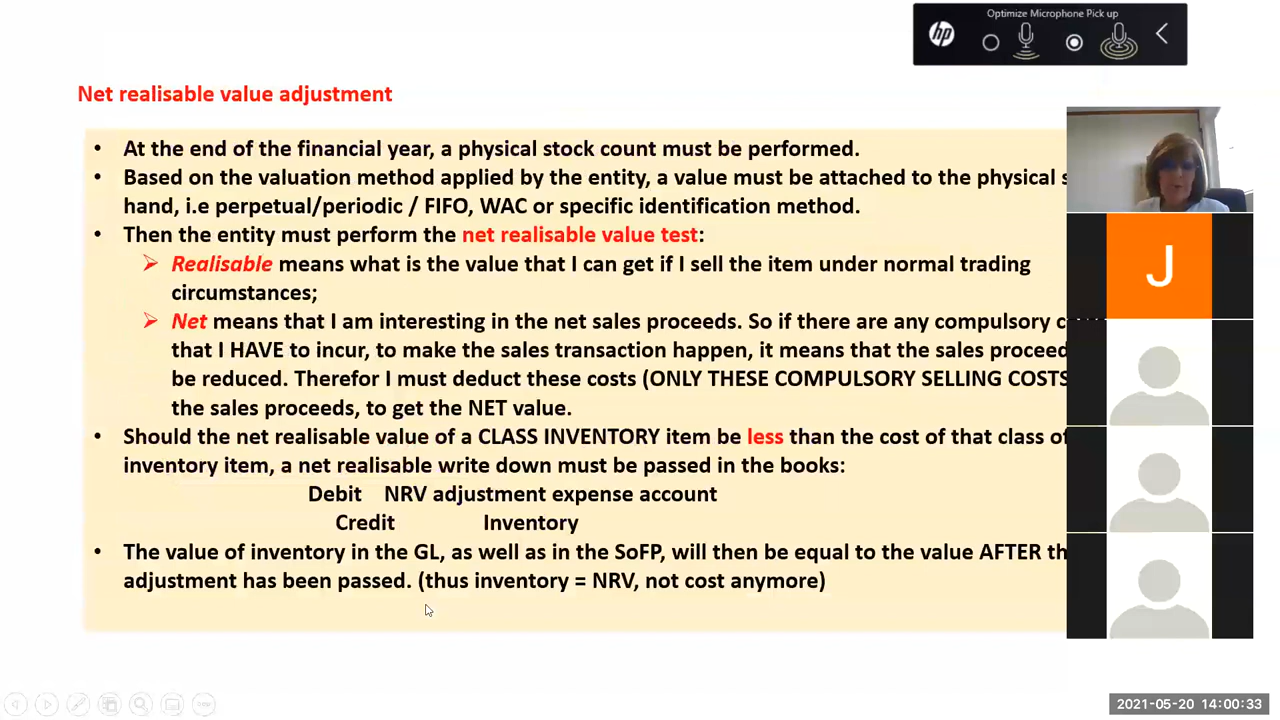 Optimize Microphone Pick up
hp
Net realisable value adjustment
• At the end of the financial year, a physical stock count must be performed.
• Based on the valuation method applied by the entity, a value must be attached to the physical
hand, i.e perpetual/periodic / FIFO, WAC or specific identification method.
• Then the entity must perform the net realisable value test:
➢ Realisable means what is the value that I can get if I sell the item under normal trading
circumstances;
➢ Net means that I am interesting in the net sales proceeds. So if there are any compulsory
that I HAVE to incur, to make the sales transaction happen, it means that the sales proceed
be reduced. Therefor I must deduct these costs (ONLY THESE COMPULSORY SELLING COSTS
the sales proceeds, to get the NET value.
• Should the net realisable value of a CLASS INVENTORY item be less than the cost of that class of
inventory item, a net realisable write down must be passed in the books:
Debit NRV adjustment expense account
Credit Inventory
• The value of inventory in the GL, as well as in the SoFP, will then be equal to the value AFTER th
adjustment has been passed. (thus inventory = NRV, not cost anymore)
J
2021-05-20 14:00:33